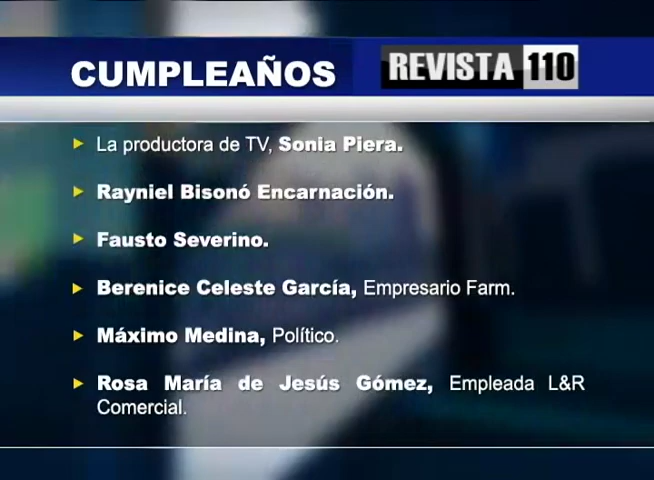 CUMPLEAÑOS
REVISTA 110
La productora de TV, Sonia Piera.
Rayniel Bisonó Encarnación.
Fausto Severino.
Berenice Celeste García, Empresario Farm.
Máximo Medina, Político.
Rosa María de Jesús Gómez, Empleada L&R
Comercial.